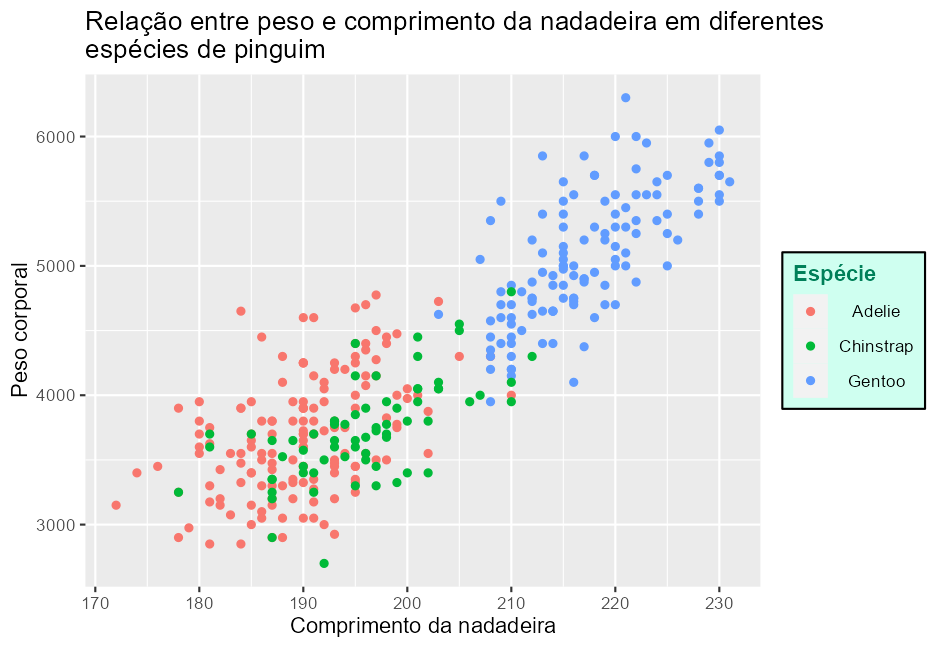 Relação entre peso e comprimento da nadadeira em diferentes
espécies de pinguim
Peso corporal
6000
5000
4000
3000
170 180 190 200 210 220 230
Comprimento da nadadeira
Espécie
Adelie
Chinstrap
Gentoo